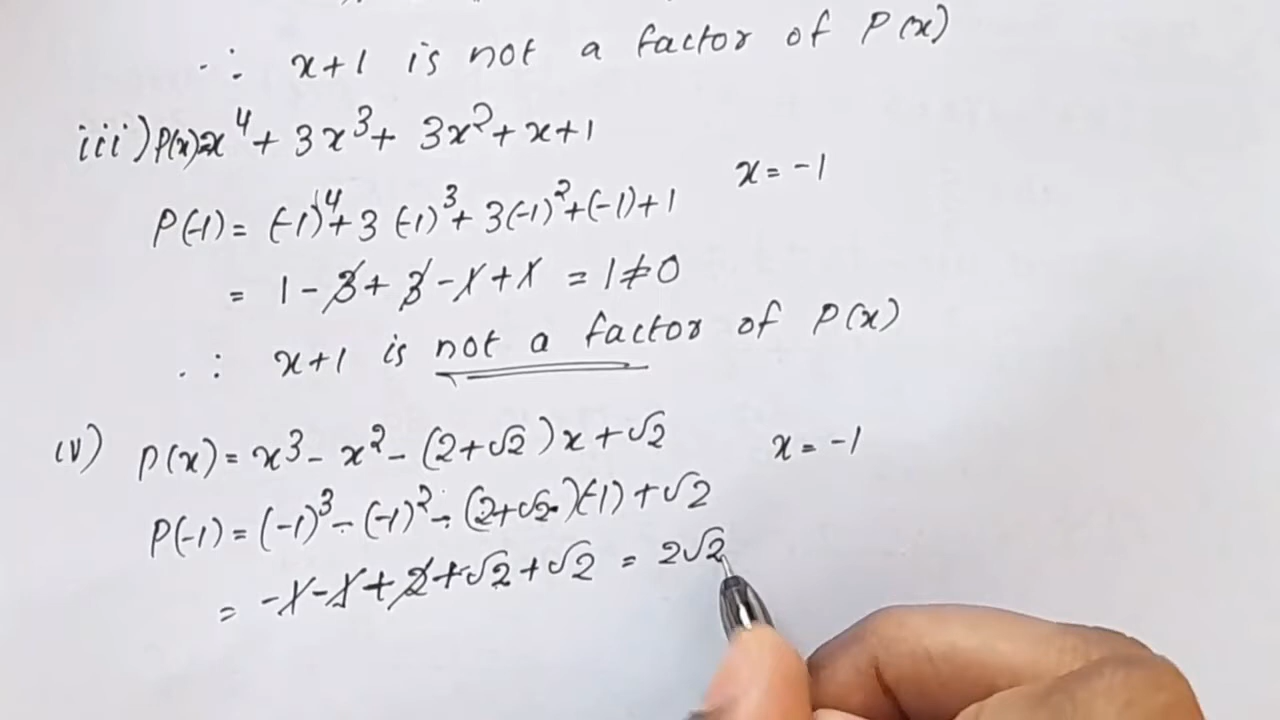 ∴ x+1 is not a factor of P(x)
iii) P(x)=x⁴+ 3x³+ 3x²+x+1
x= -1
P(-1)= (-1)⁴+3 (-1)³+ 3(-1)²+(-1)+1
= 1-3+3-1+1 = 1≠0
∴ x+1 is not a factor of P(x)
(v) P(x)= x³- x²- (2+√2)x+√2
x= -1
P(-1)= (-1)³- (-1)²- (2+√2)(-1)+√2
= -1-1+2+√2+√2 = 2√2